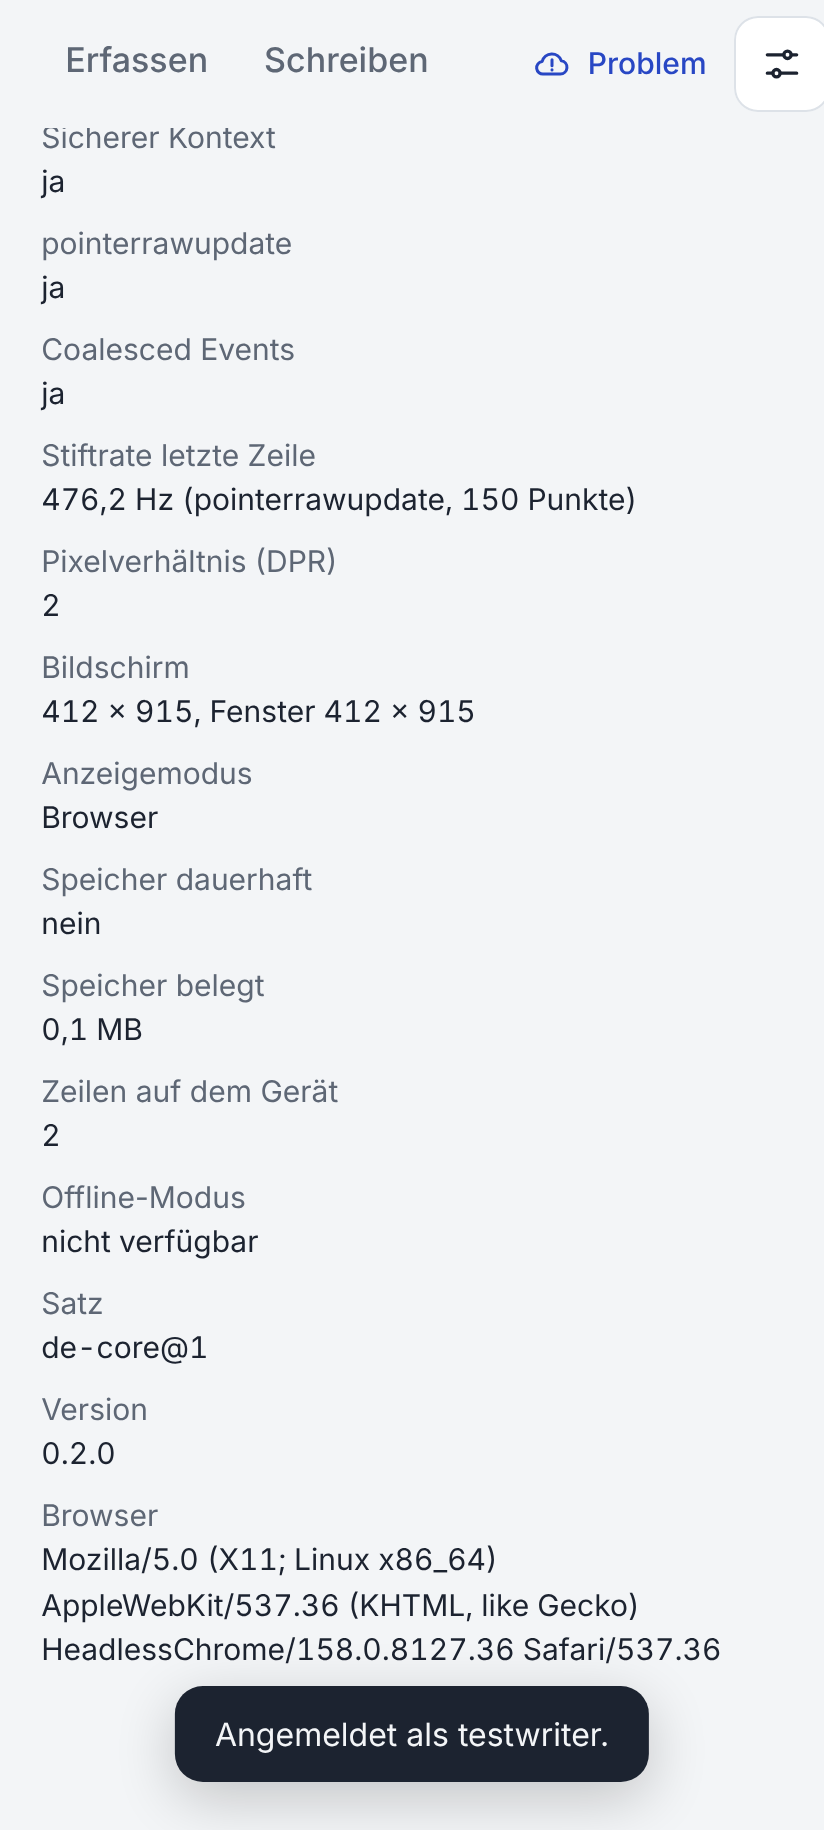 Erfassen Schreiben Problem
Sicherer Kontext
ja
pointerrawupdate
ja
Coalesced Events
ja
Stiftrate letzte Zeile
476,2 Hz (pointerrawupdate, 150 Punkte)
Pixelverhältnis (DPR)
2
Bildschirm
412 × 915, Fenster 412 × 915
Anzeigemodus
Browser
Speicher dauerhaft
nein
Speicher belegt
0,1 MB
Zeilen auf dem Gerät
2
Offline-Modus
nicht verfügbar
Satz
de-core@1
Version
0.2.0
Browser
Mozilla/5.0 (X11; Linux x86_64)
AppleWebKit/537.36 (KHTML, like Gecko)
HeadlessChrome/158.0.8127.36 Safari/537.36
Angemeldet als testwriter.